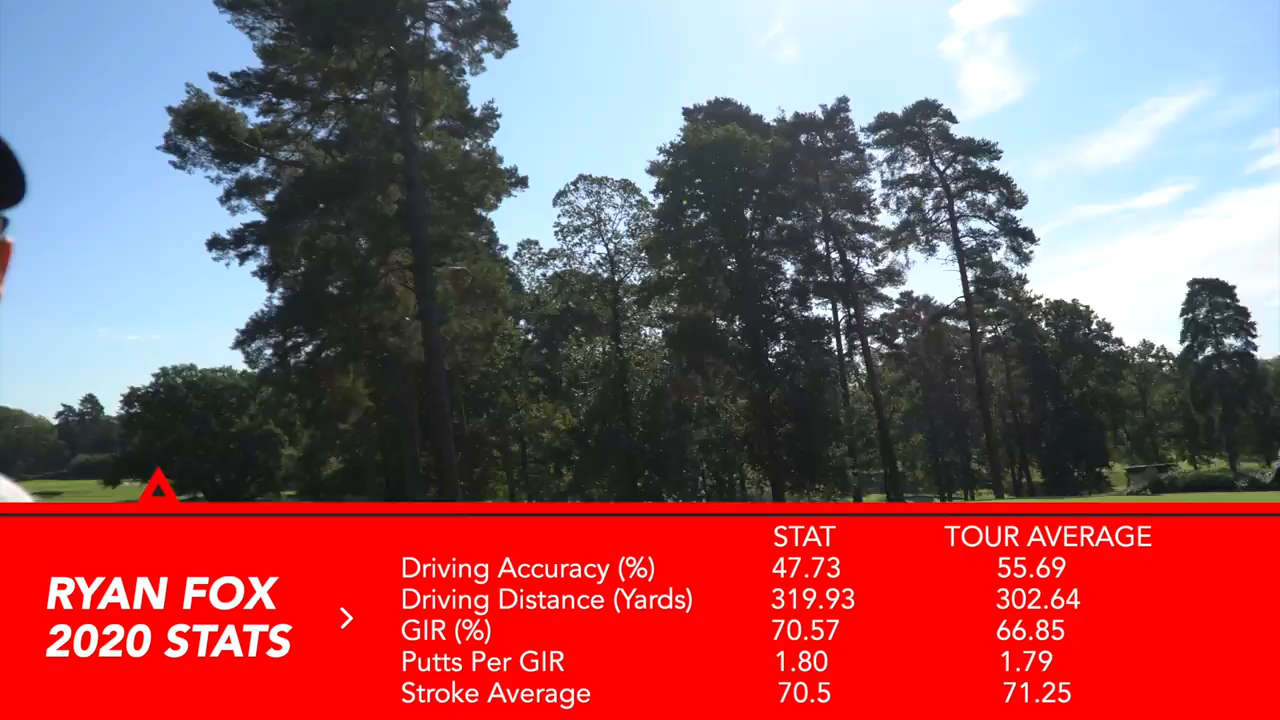 RYAN FOX
2020 STATS
STAT TOUR AVERAGE
Driving Accuracy (%) 47.73 55.69
Driving Distance (Yards) 319.93 302.64
GIR (%) 70.57 66.85
Putts Per GIR 1.80 1.79
Stroke Average 70.5 71.25